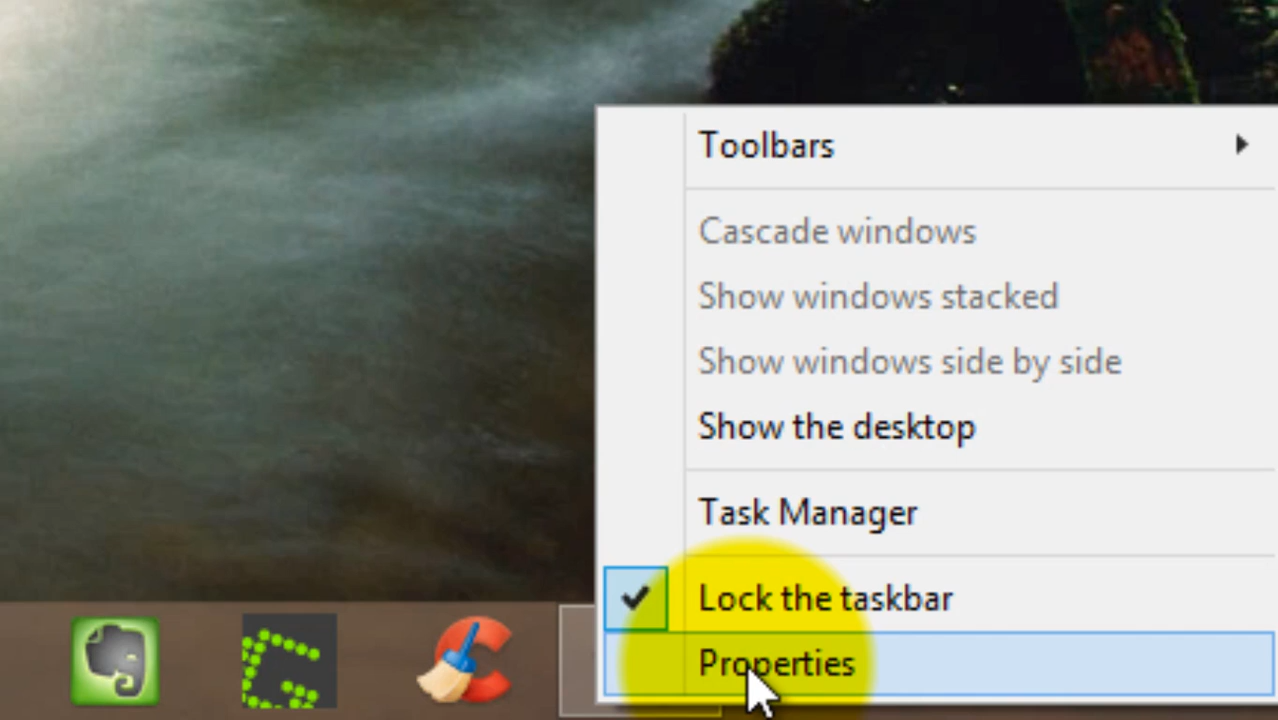 Toolbars
Cascade windows
Show windows stacked
Show windows side by side
Show the desktop
Task Manager
Lock the taskbar
Properties